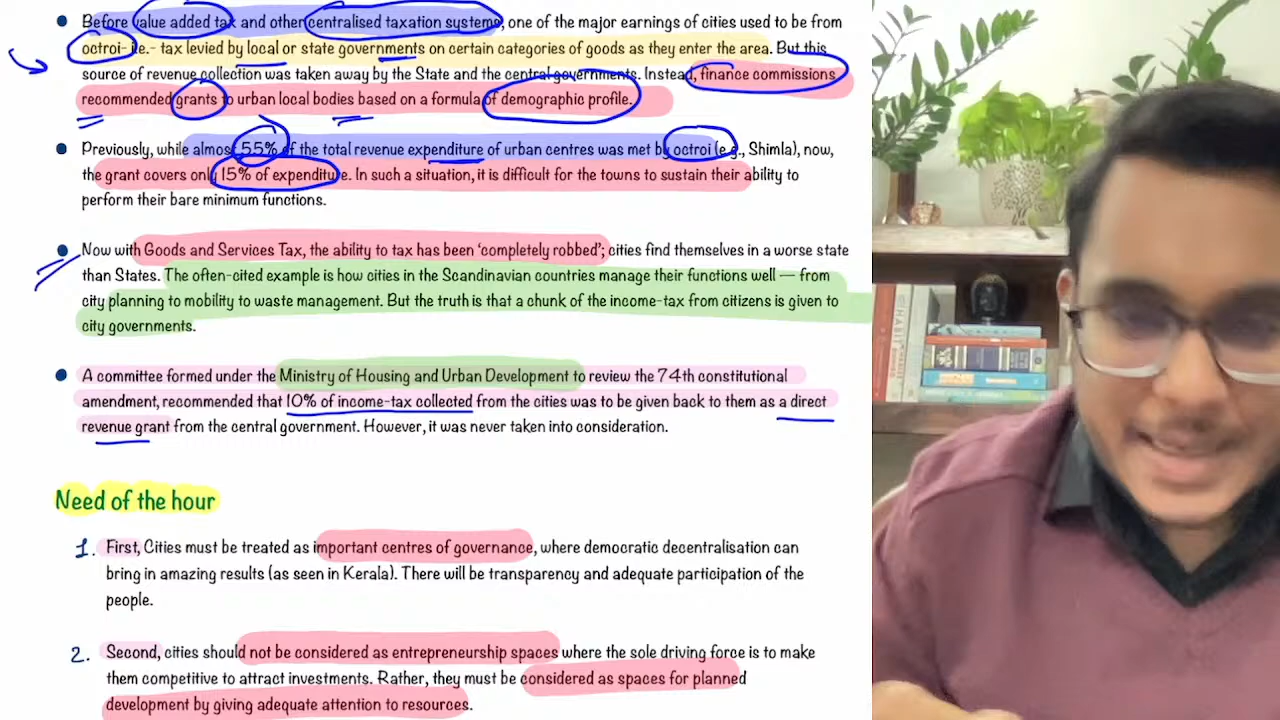 Before value added tax and other centralised taxation systems, one of the major earnings of cities used to be from
octroi- i.e.- tax levied by local or state governments on certain categories of goods as they enter the area. But this
source of revenue collection was taken away by the State and the central governments. Instead, finance commissions
recommended grants to urban local bodies based on a formula of demographic profile.
Previously, while almost 55% of the total revenue expenditure of urban centres was met by octroi (e.g., Shimla), now,
the grant covers only 15% of expenditure. In such a situation, it is difficult for the towns to sustain their ability to
perform their bare minimum functions.
Now with Goods and Services Tax, the ability to tax has been 'completely robbed'; cities find themselves in a worse state
than States. The often-cited example is how cities in the Scandinavian countries manage their functions well — from
city planning to mobility to waste management. But the truth is that a chunk of the income-tax from citizens is given to
city governments.
A committee formed under the Ministry of Housing and Urban Development to review the 74th constitutional
amendment, recommended that 10% of income-tax collected from the cities was to be given back to them as a direct
revenue grant from the central government. However, it was never taken into consideration.
Need of the hour
1. First, Cities must be treated as important centres of governance, where democratic decentralisation can
bring in amazing results (as seen in Kerala). There will be transparency and adequate participation of the
people.
2. Second, cities should not be considered as entrepreneurship spaces where the sole driving force is to make
them competitive to attract investments. Rather, they must be considered as spaces for planned
development by giving adequate attention to resources.